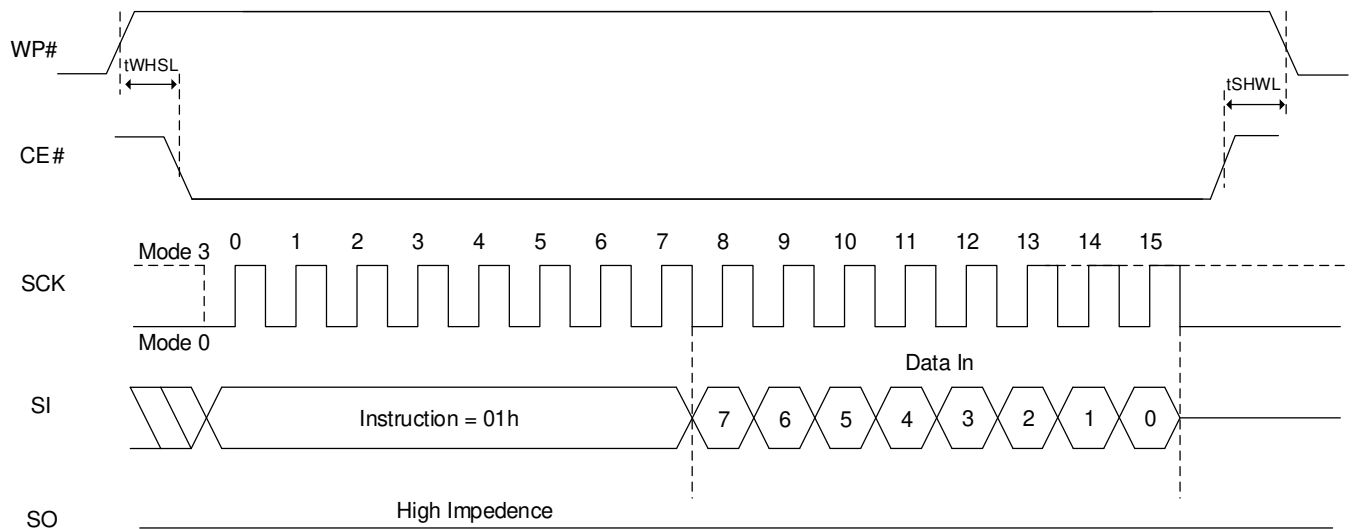 WP#
tWHSL
tSHWL
CE#
Mode 3
0 1 2 3 4 5 6 7 8 9 10 11 12 13 14 15
SCK
Mode 0
Data In
SI
Instruction = 01h
7 6 5 4 3 2 1 0
High Impedence
SO